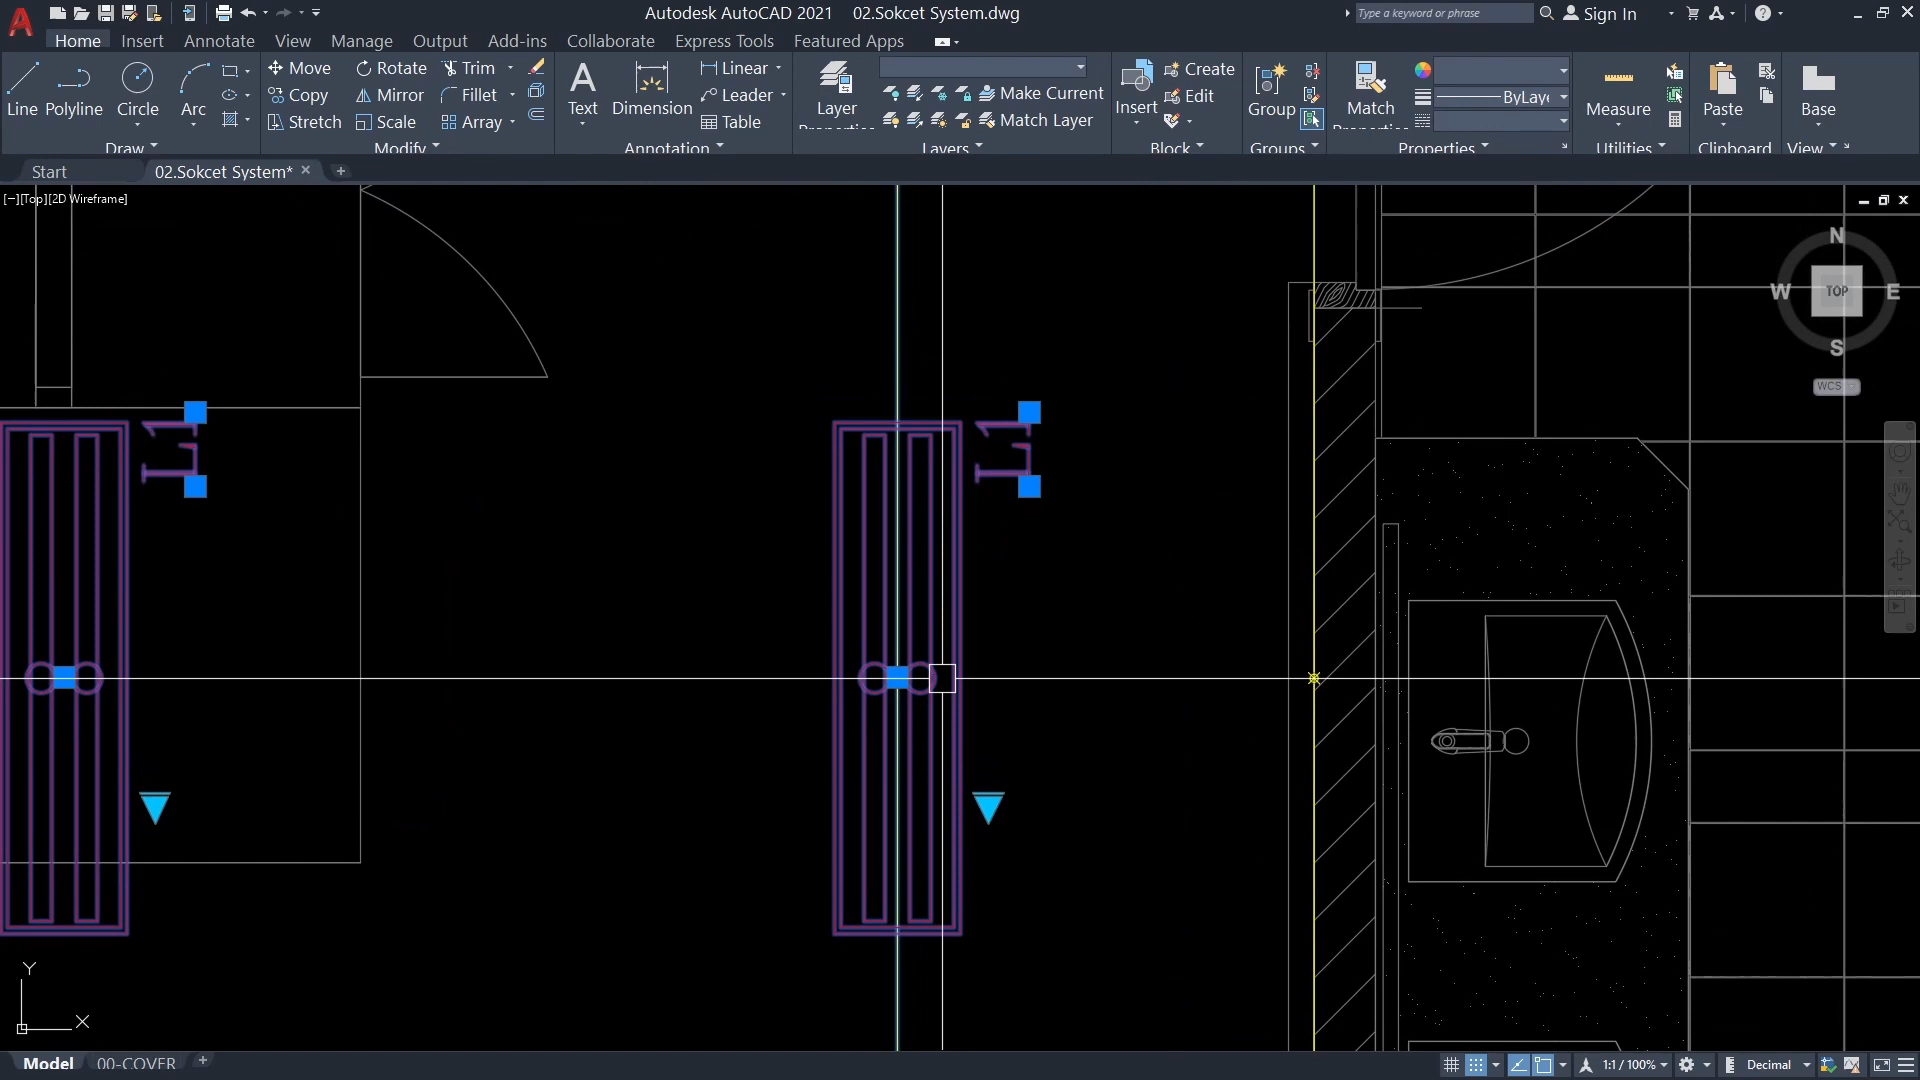 Autodesk AutoCAD 2021 02.Sokcet System.dwg
Type a keyword or phrase
Sign In
Home Insert Annotate View Manage Output Add-ins Collaborate Express Tools Featured Apps
Line Polyline Circle Arc
Move Rotate Trim
Copy Mirror Fillet
Stretch Scale Array
Text Dimension
Linear
Leader
Table
Layer
Make Current
Match Layer
Insert
Create
Edit
Group
Match
ByLaye
Measure
Paste
Base
Draw Modify Annotation Layers Block Groups Properties Utilities Clipboard View
Start 02.Sokcet System*
[−][Top][2D Wireframe]
N
W TOP E
S
WCS
L1 L1
Y
X
Model 00-COVER
1:1 / 100% Decimal